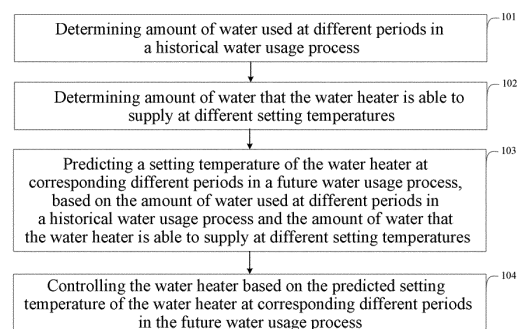 Determining amount of water used at different periods in
a historical water usage process
101
Determining amount of water that the water heater is able to
supply at different setting temperatures
102
Predicting a setting temperature of the water heater at
corresponding different periods in a future water usage process,
based on the amount of water used at different periods in
a historical water usage process and the amount of water that
the water heater is able to supply at different setting temperatures
103
Controlling the water heater based on the predicted setting
temperature of the water heater at corresponding different periods
in the future water usage process
104